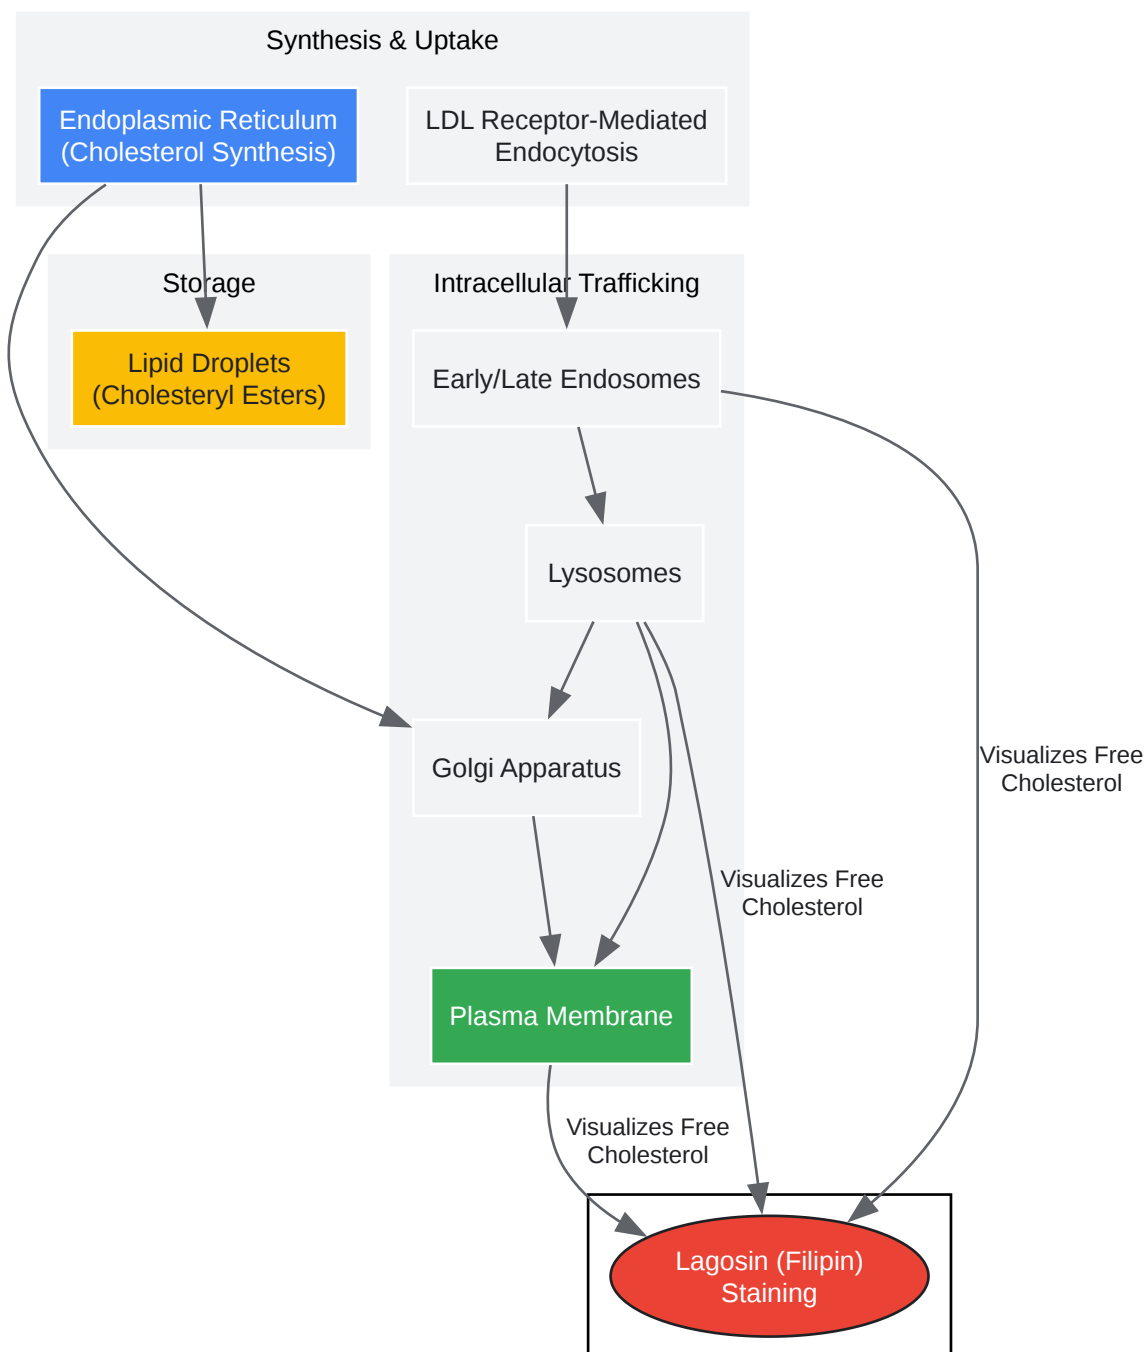 Synthesis & Uptake
Endoplasmic Reticulum
(Cholesterol Synthesis)
LDL Receptor-Mediated
Endocytosis
Storage
Intracellular Trafficking
Lipid Droplets
(Cholesteryl Esters)
Early/Late Endosomes
Lysosomes
Golgi Apparatus
Visualizes Free
Cholesterol
Visualizes Free
Cholesterol
Plasma Membrane
Visualizes Free
Cholesterol
Lagosin (Filipin)
Staining